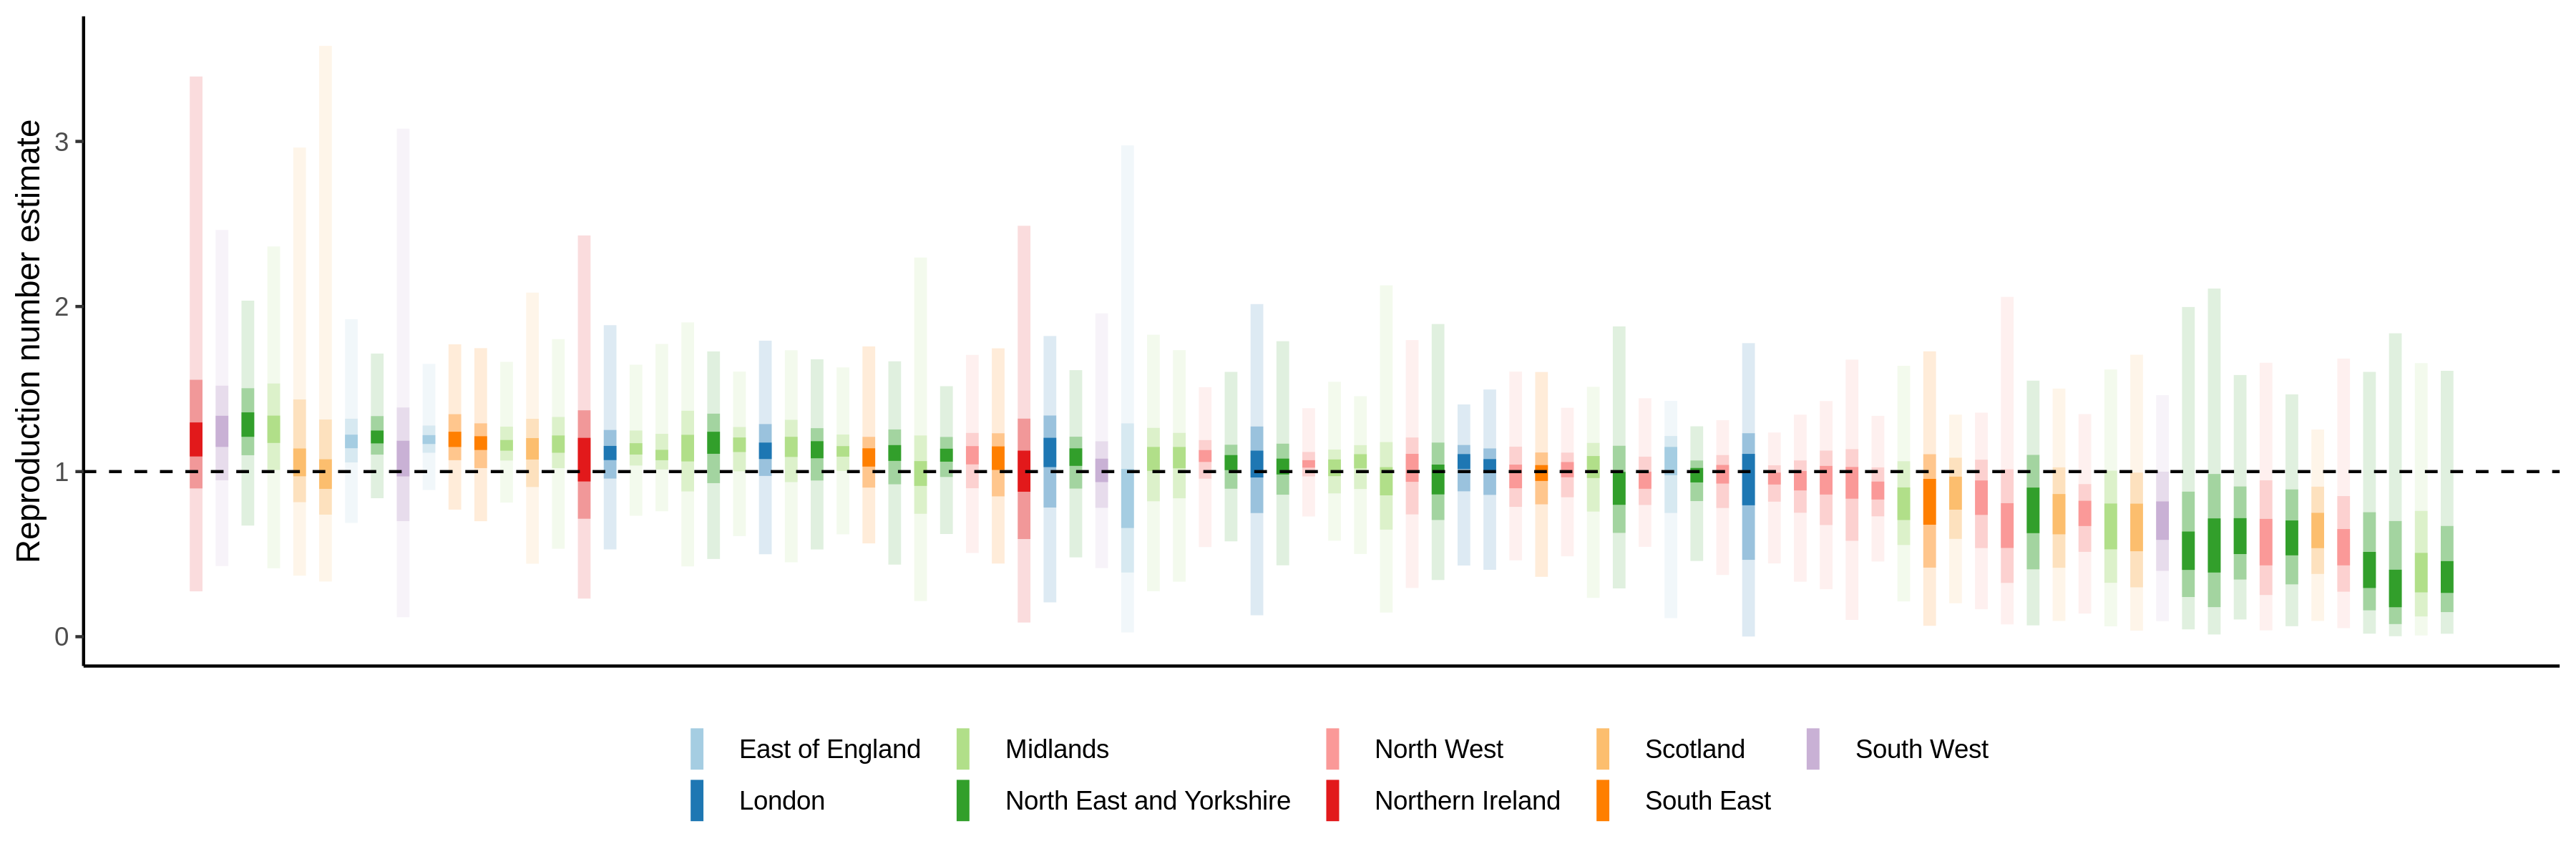 Reproduction number estimate
3
2
1
0
East of England
Midlands
North West
Scotland
South West
London
North East and Yorkshire
Northern Ireland
South East